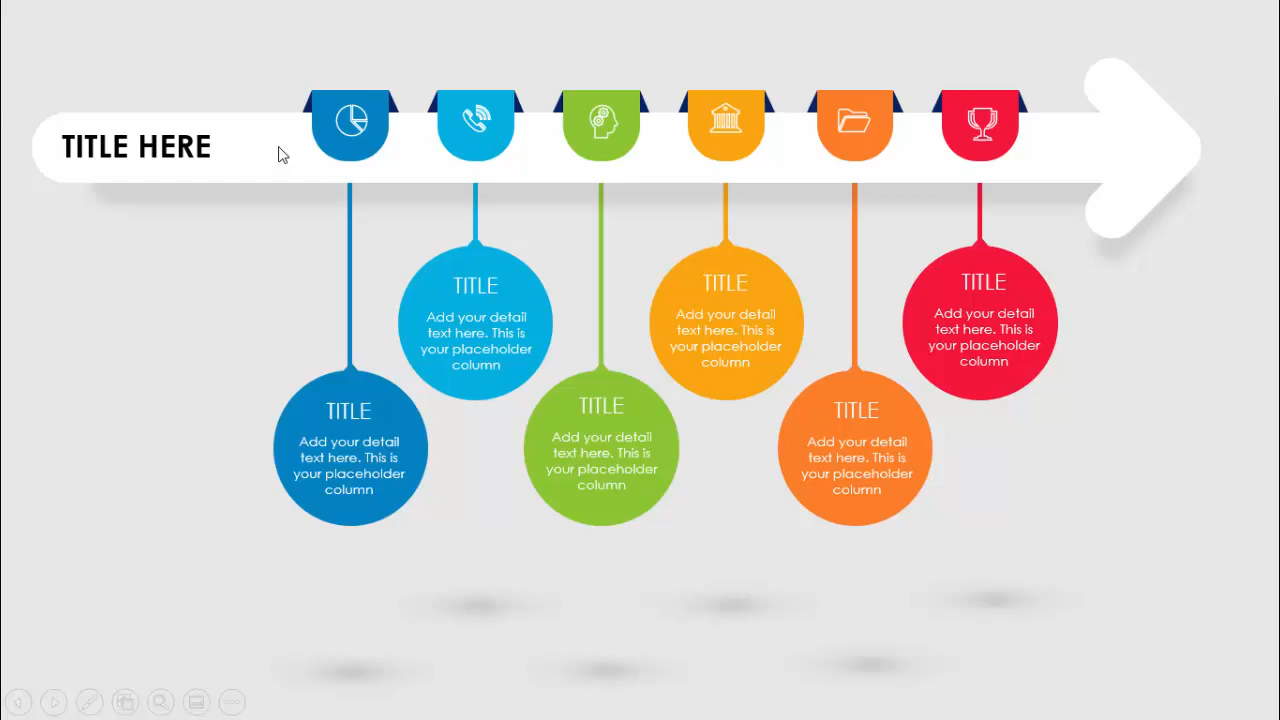 TITLE HERE
TITLE
Add your detail
text here. This is
your placeholder
column
TITLE
Add your detail
text here. This is
your placeholder
column
TITLE
Add your detail
text here. This is
your placeholder
column
TITLE
Add your detail
text here. This is
your placeholder
column
TITLE
Add your detail
text here. This is
your placeholder
column
TITLE
Add your detail
text here. This is
your placeholder
column